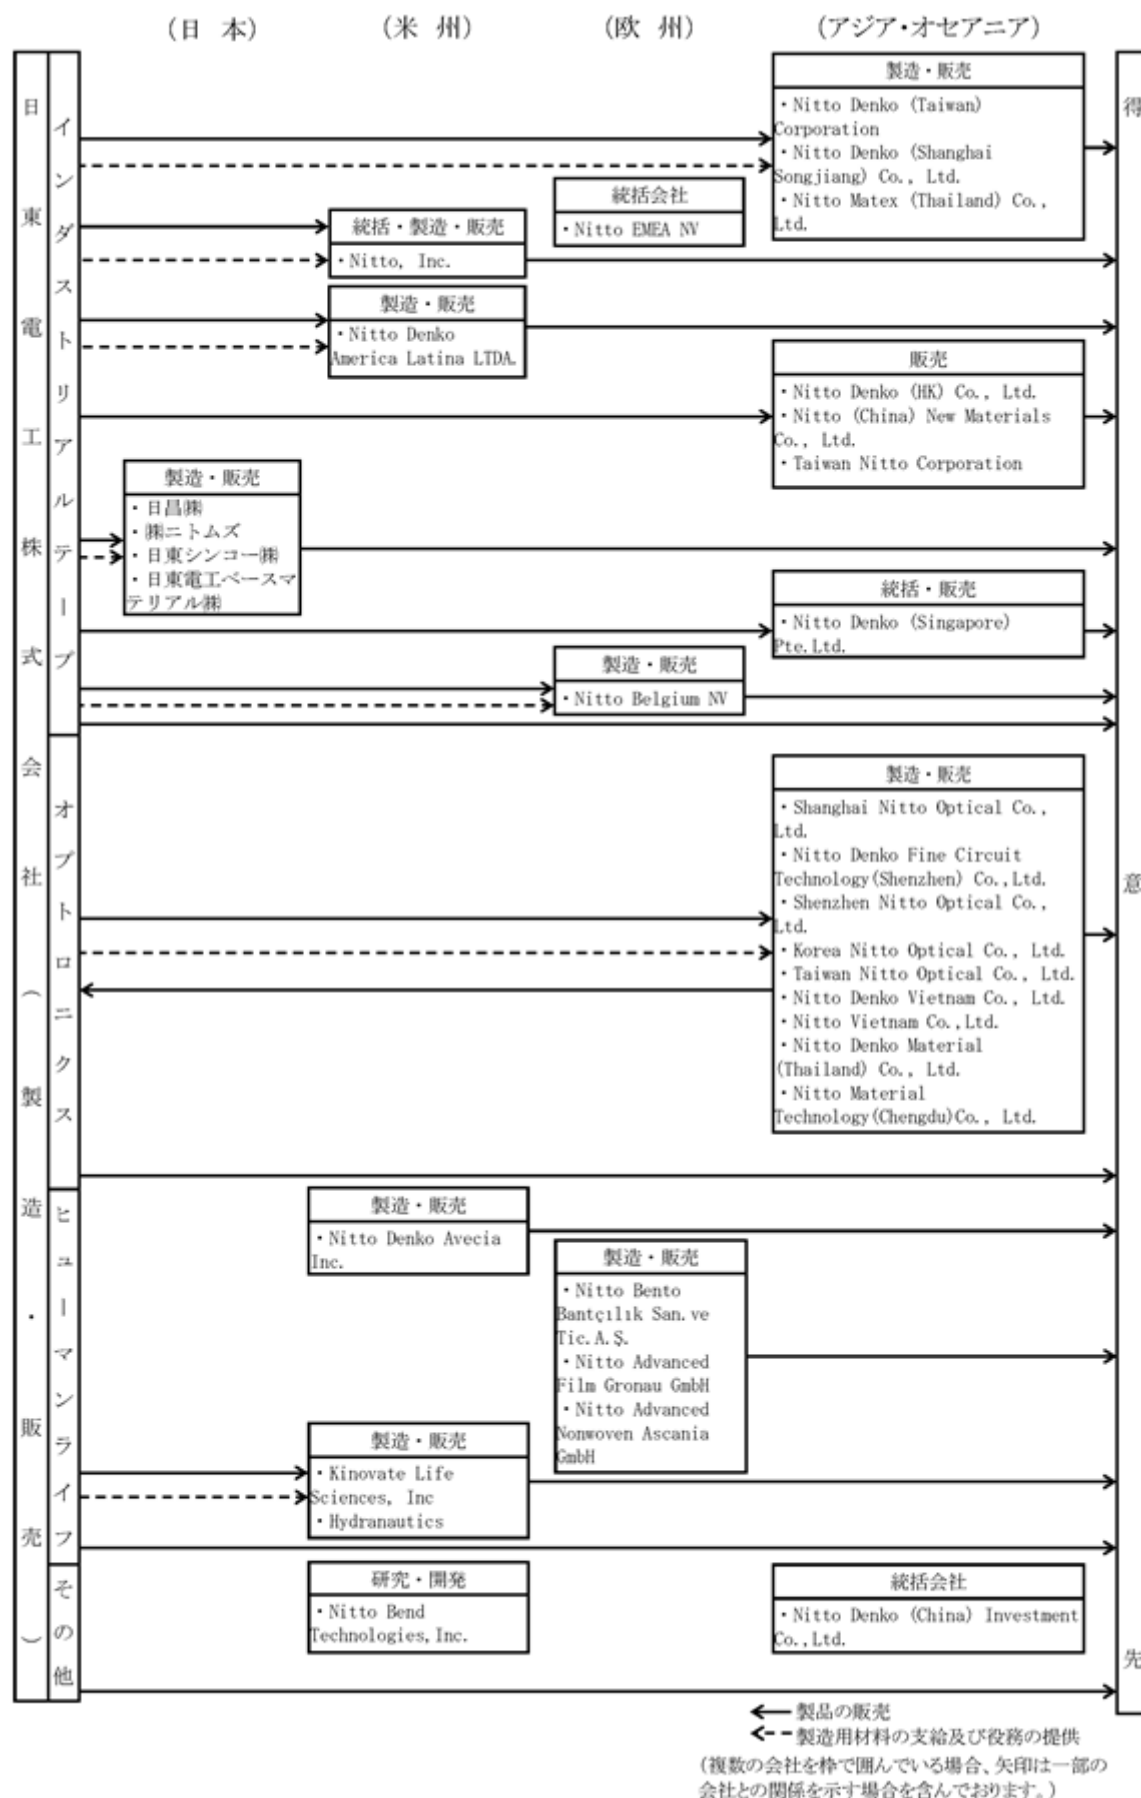 (日 本)
(米 州)
(欧 州)
(アジア・オセアニア)
日東電工株式会社(製造・販売)
インダストリアルテープ
製造・販売
・Nitto Denko (Taiwan)
Corporation
・Nitto Denko (Shanghai
Songjiang) Co., Ltd.
・Nitto Matex (Thailand) Co.,
Ltd.
統括会社
・Nitto EMEA NV
統括・製造・販売
・Nitto, Inc.
製造・販売
・Nitto Denko
America Latina LTDA.
販売
・Nitto Denko (HK) Co., Ltd.
・Nitto (China) New Materials
Co., Ltd.
・Taiwan Nitto Corporation
製造・販売
・日昌㈱
・㈱ニトムズ
・日東シンコー㈱
・日東電工ベースマ
テリアル㈱
統括・販売
・Nitto Denko (Singapore)
Pte.Ltd.
製造・販売
・Nitto Belgium NV
オプトロニクス
製造・販売
・Shanghai Nitto Optical Co.,
Ltd.
・Nitto Denko Fine Circuit
Technology(Shenzhen) Co.,Ltd.
・Shenzhen Nitto Optical Co.,
Ltd.
・Korea Nitto Optical Co., Ltd.
・Taiwan Nitto Optical Co., Ltd.
・Nitto Denko Vietnam Co., Ltd.
・Nitto Vietnam Co.,Ltd.
・Nitto Denko Material
(Thailand) Co., Ltd.
・Nitto Material
Technology(Chengdu)Co., Ltd.
ヒューマンライフ
製造・販売
・Nitto Denko Avecia
Inc.
製造・販売
・Nitto Bento
Bantçılık San.ve
Tic.A.Ş.
・Nitto Advanced
Film Gronau GmbH
・Nitto Advanced
Nonwoven Ascania
GmbH
製造・販売
・Kinovate Life
Sciences, Inc
・Hydranautics
その他
研究・開発
・Nitto Bend
Technologies,Inc.
統括会社
・Nitto Denko (China) Investment
Co.,Ltd.
得意先
製品の販売
製造用材料の支給及び役務の提供
(複数の会社を枠で囲んでいる場合、矢印は一部の
会社との関係を示す場合を含んでおります。)